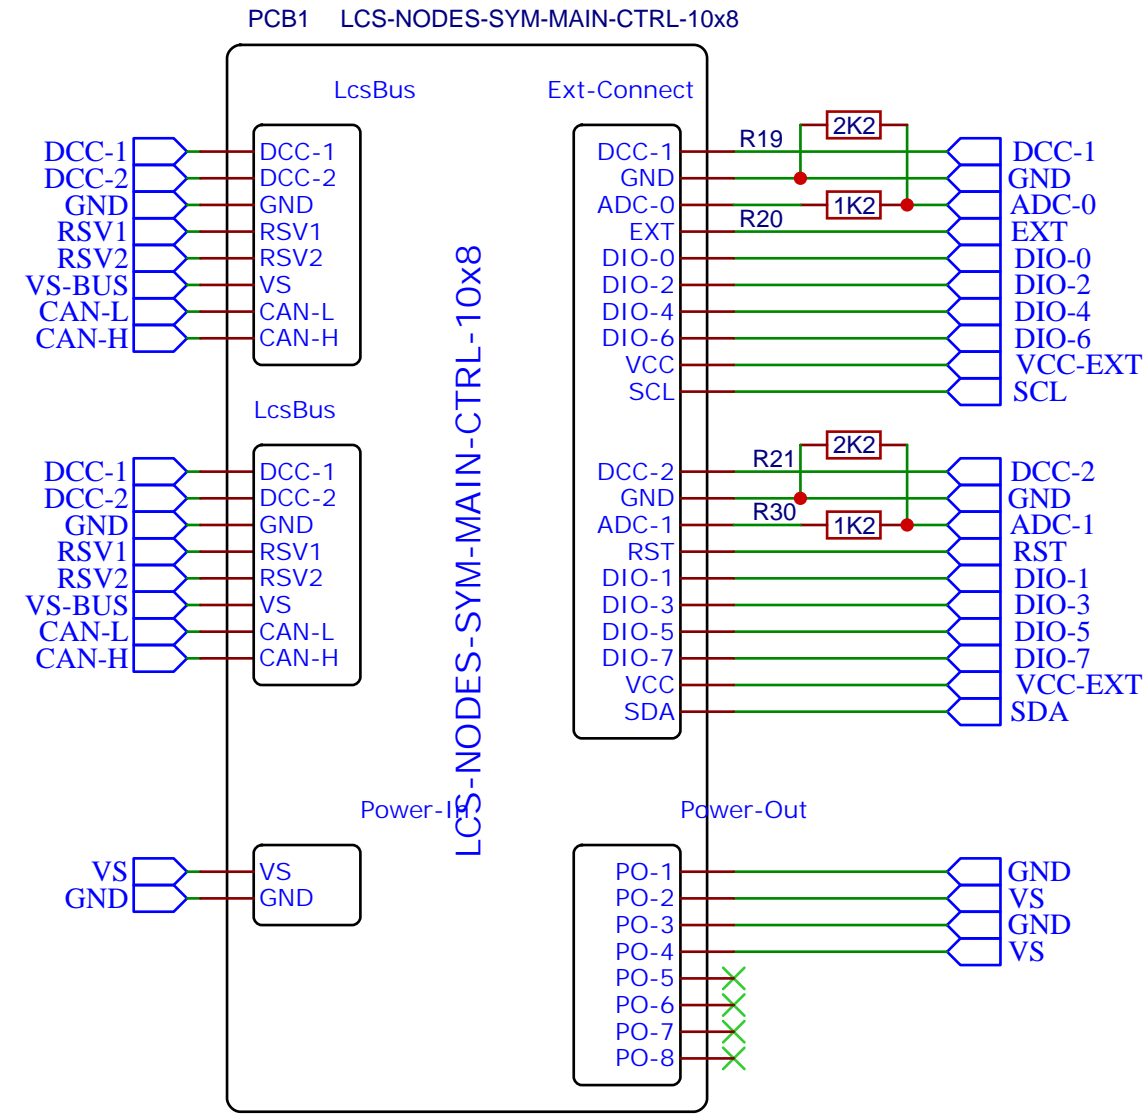 PCB1 LCS-NODES-SYM-MAIN-CTRL-10x8
LcsBus
DCC-1 DCC-1
DCC-2 DCC-2
GND GND
RSV1 RSV1
RSV2 RSV2
VS-BUS VS
CAN-L CAN-L
CAN-H CAN-H
LcsBus
DCC-1 DCC-1
DCC-2 DCC-2
GND GND
RSV1 RSV1
RSV2 RSV2
VS-BUS VS
CAN-L CAN-L
CAN-H CAN-H
Power-In
VS VS
GND GND
LCS-NODES-SYM-MAIN-CTRL-10x8
Ext-Connect
2K2
DCC-1 R19 DCC-1
GND GND
ADC-0 1K2 ADC-0
EXT R20 EXT
DIO-0 DIO-0
DIO-2 DIO-2
DIO-4 DIO-4
DIO-6 DIO-6
VCC VCC-EXT
SCL SCL
2K2
DCC-2 R21 DCC-2
GND GND
ADC-1 R30 1K2 ADC-1
RST RST
DIO-1 DIO-1
DIO-3 DIO-3
DIO-5 DIO-5
DIO-7 DIO-7
VCC VCC-EXT
SDA SDA
Power-Out
PO-1 GND
PO-2 VS
PO-3 GND
PO-4 VS
PO-5
PO-6
PO-7
PO-8